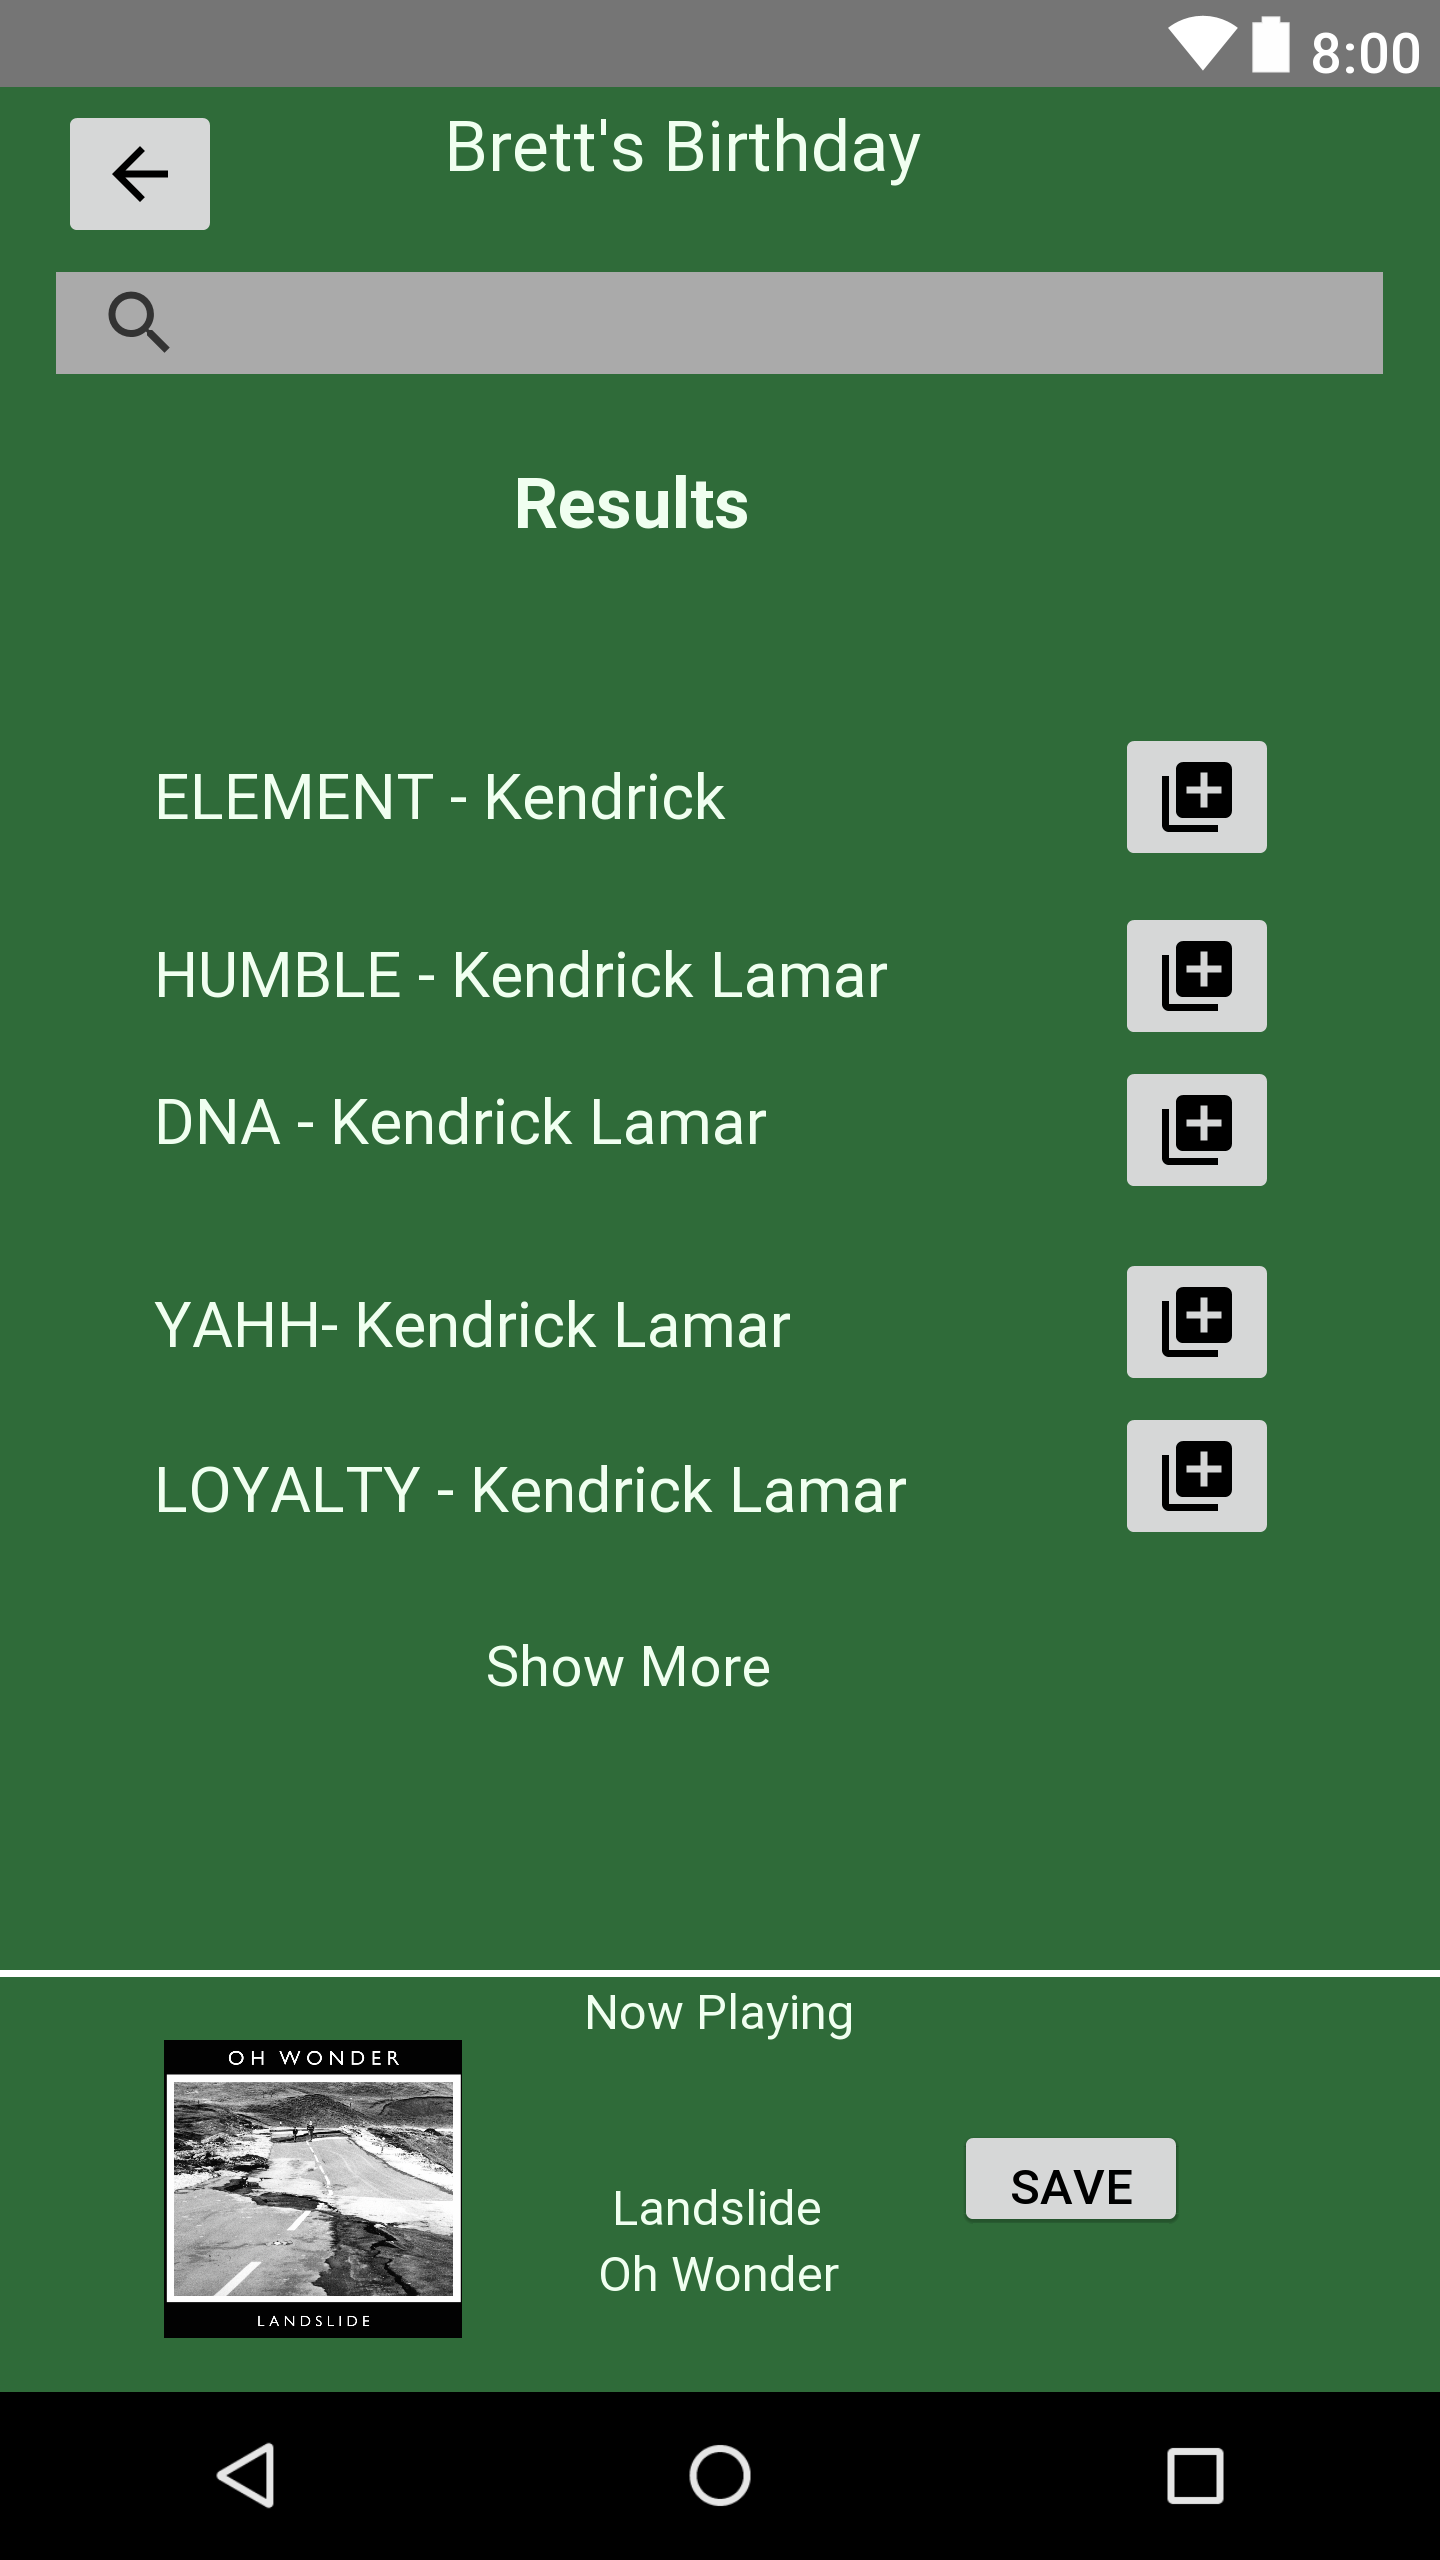 8:00
Brett's Birthday
Results
ELEMENT - Kendrick
HUMBLE - Kendrick Lamar
DNA - Kendrick Lamar
YAHH- Kendrick Lamar
LOYALTY - Kendrick Lamar
Show More
Now Playing
OH WONDER
LANDSLIDE
Landslide
Oh Wonder
SAVE